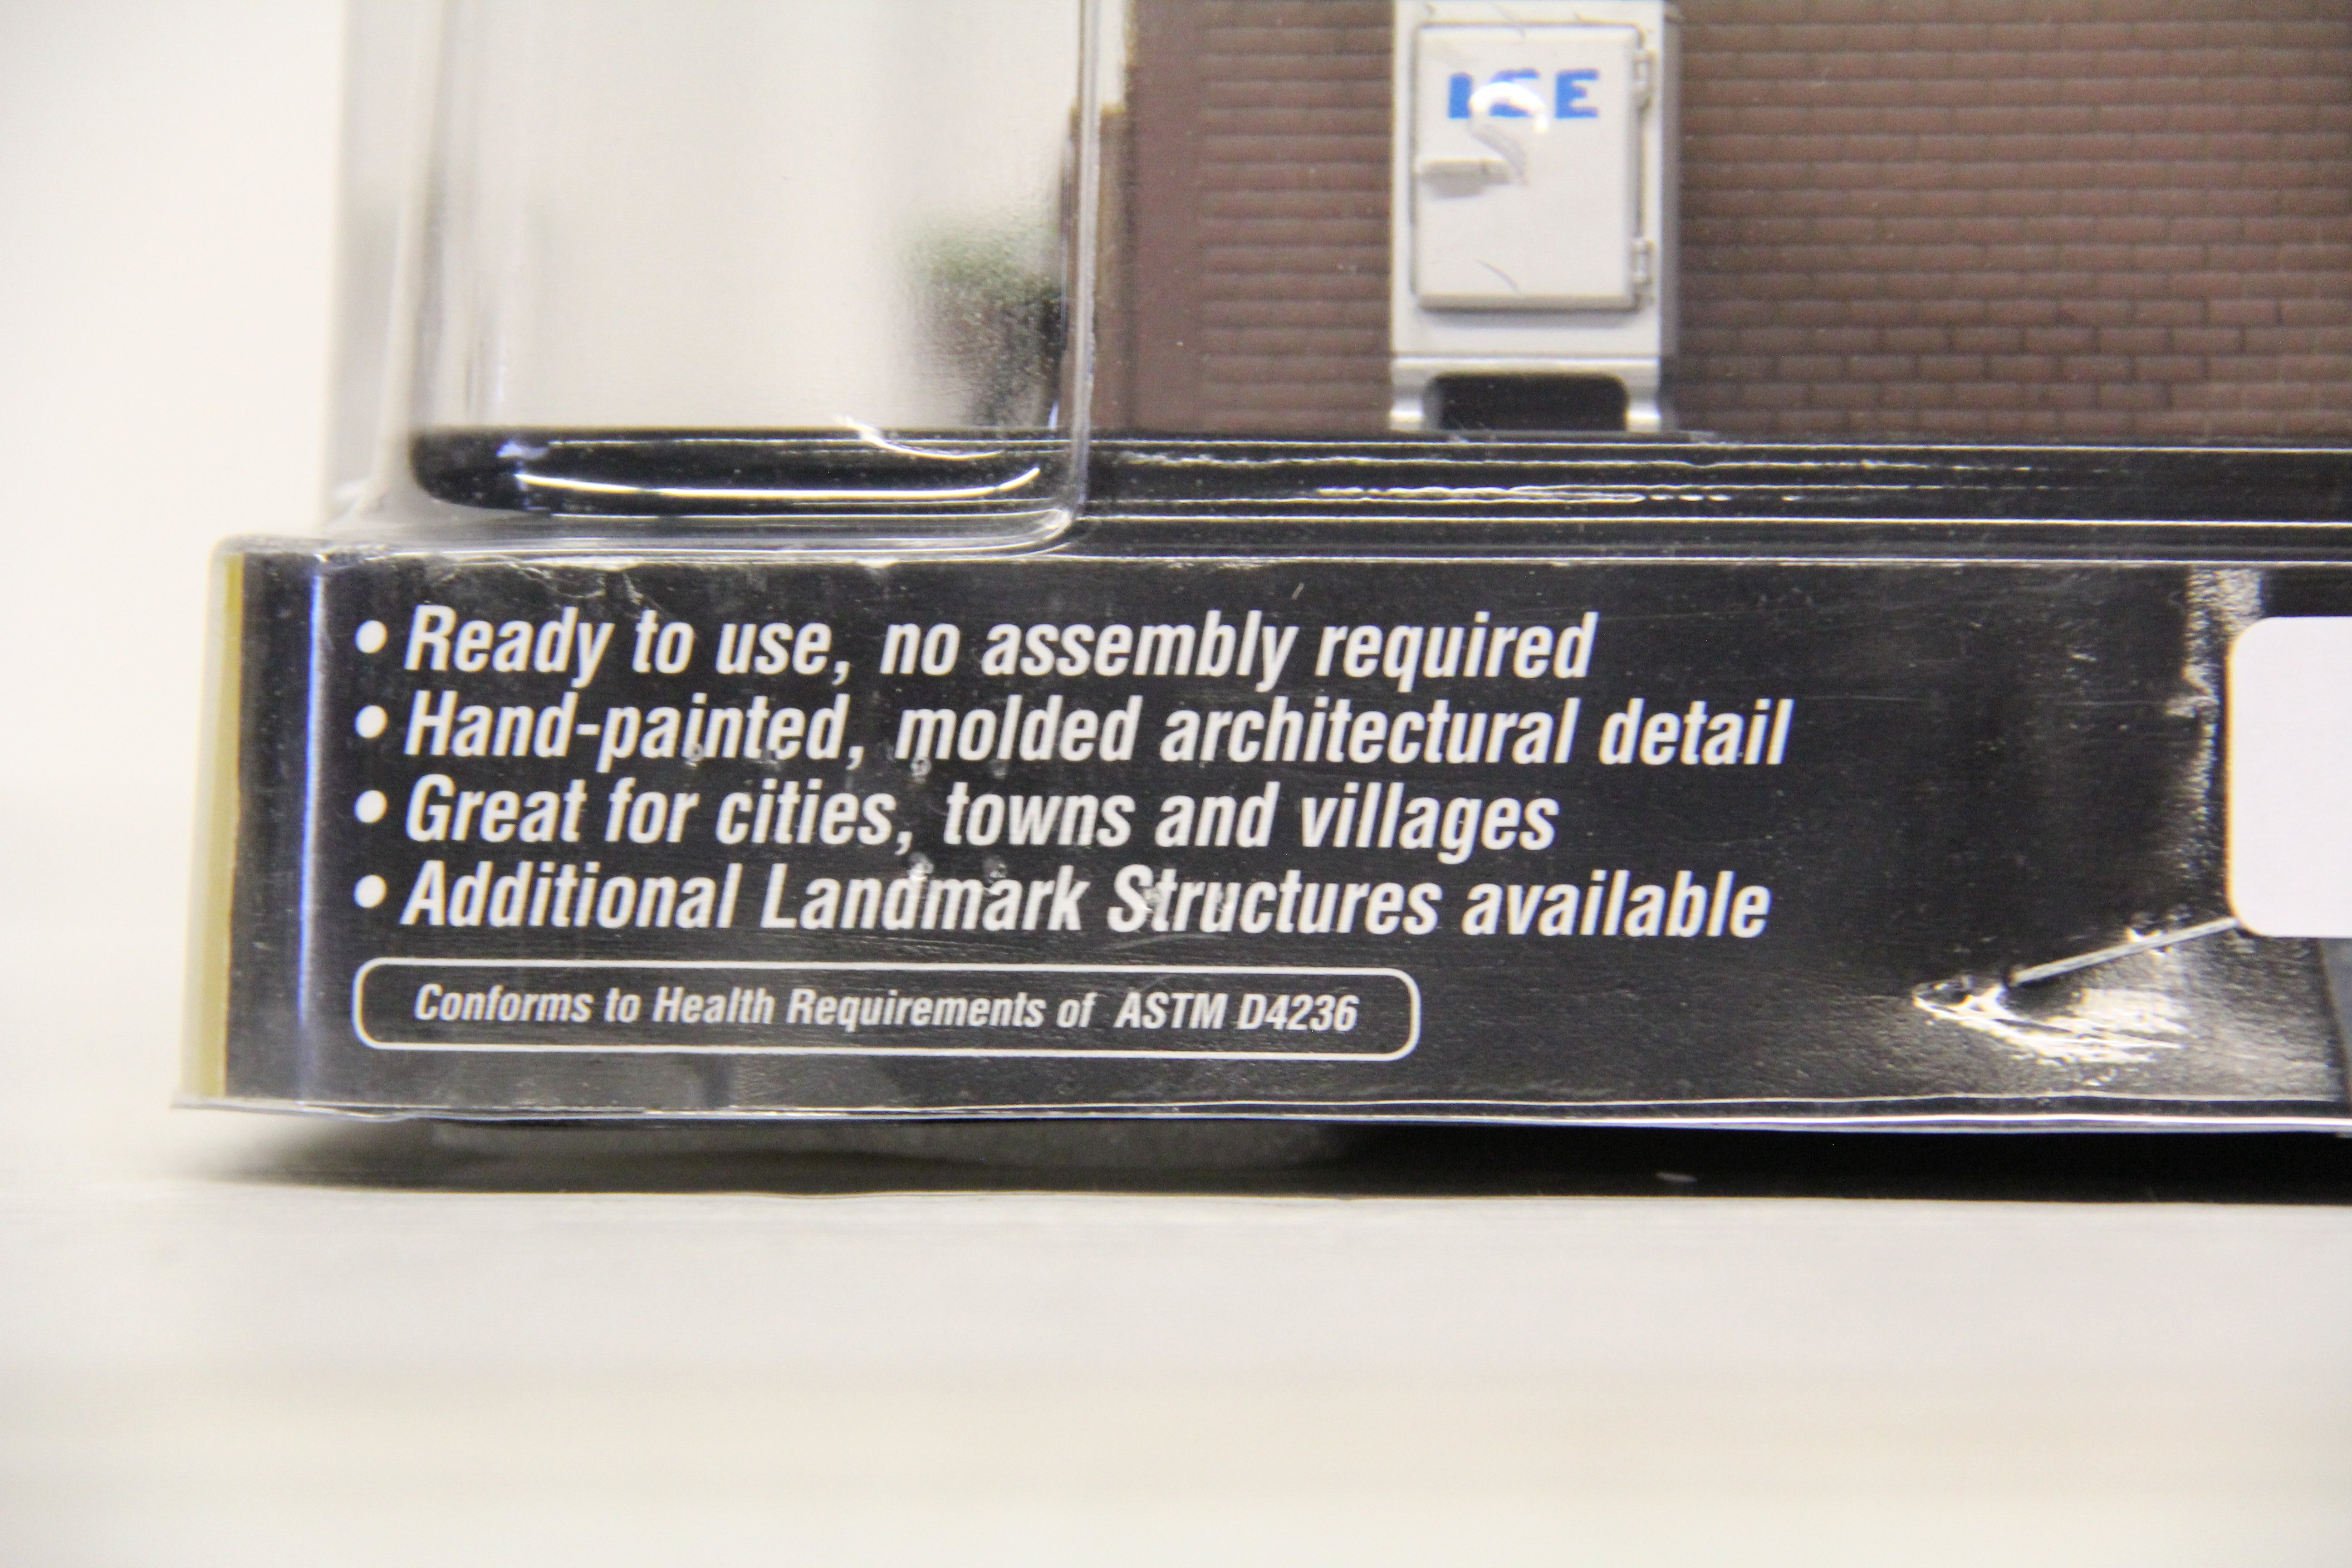 ICE
• Ready to use, no assembly required
• Hand-painted, molded architectural detail
• Great for cities, towns and villages
• Additional Landmark Structures available
Conforms to Health Requirements of ASTM D4236